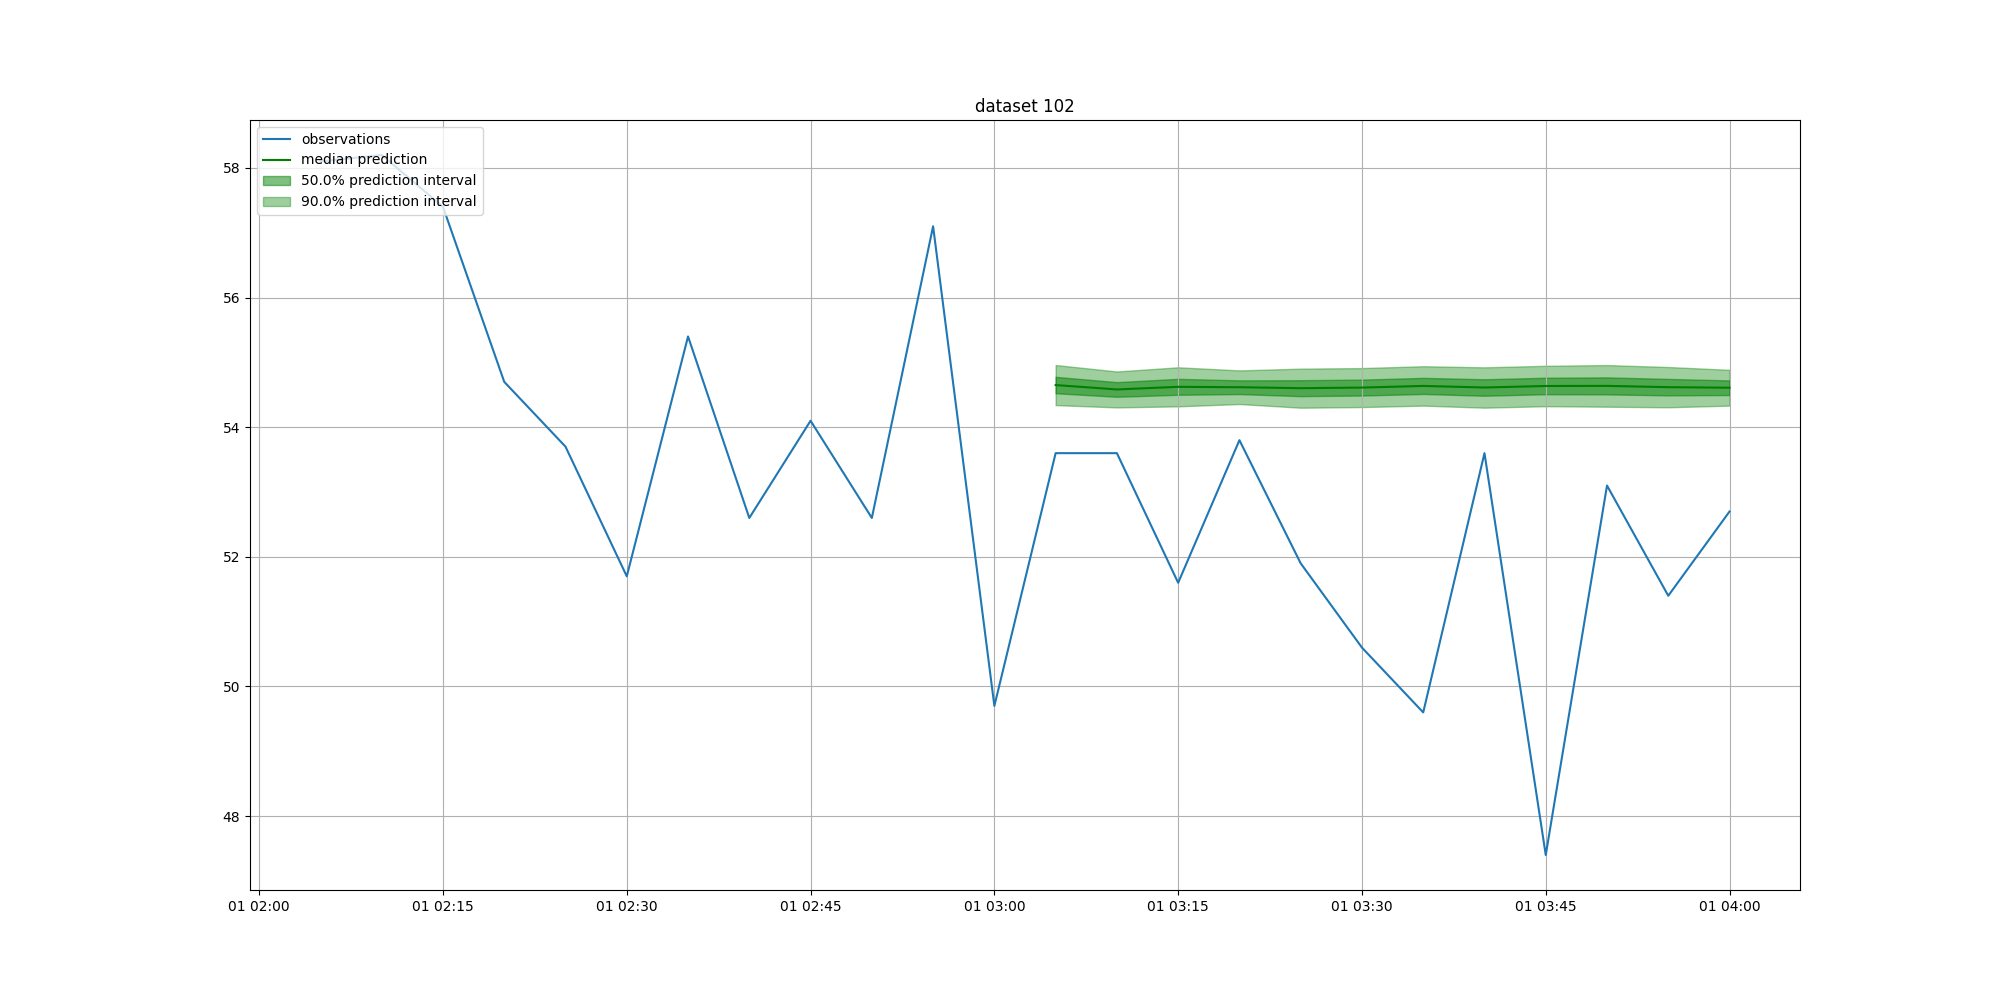 dataset 102
observations
median prediction
50.0% prediction interval
90.0% prediction interval
58
56
54
52
50
48
01 02:00 01 02:15 01 02:30 01 02:45 01 03:00 01 03:15 01 03:30 01 03:45 01 04:00